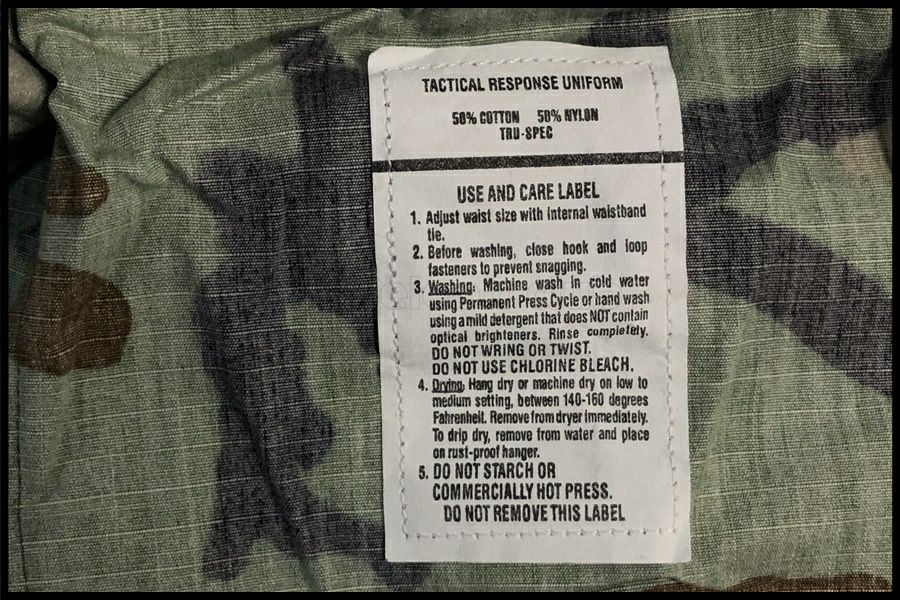 TACTICAL RESPONSE UNIFORM
50% COTTON 50% NYLON
TRU-SPEC
USE AND CARE LABEL
1. Adjust waist size with internal waistband
tie.
2. Before washing, close hook and loop
fasteners to prevent snagging.
3. Washing: Machine wash in cold water
using Permanent Press Cycle or hand wash
using a mild detergent that does NOT contain
optical brighteners. Rinse completely.
DO NOT WRING OR TWIST.
DO NOT USE CHLORINE BLEACH.
4. Drying: Hang dry or machine dry on low to
medium setting, between 140-160 degrees
Fahrenheit. Remove from dryer immediately.
To drip dry, remove from water and place
on rust-proof hanger.
5. DO NOT STARCH OR
COMMERCIALLY HOT PRESS.
DO NOT REMOVE THIS LABEL